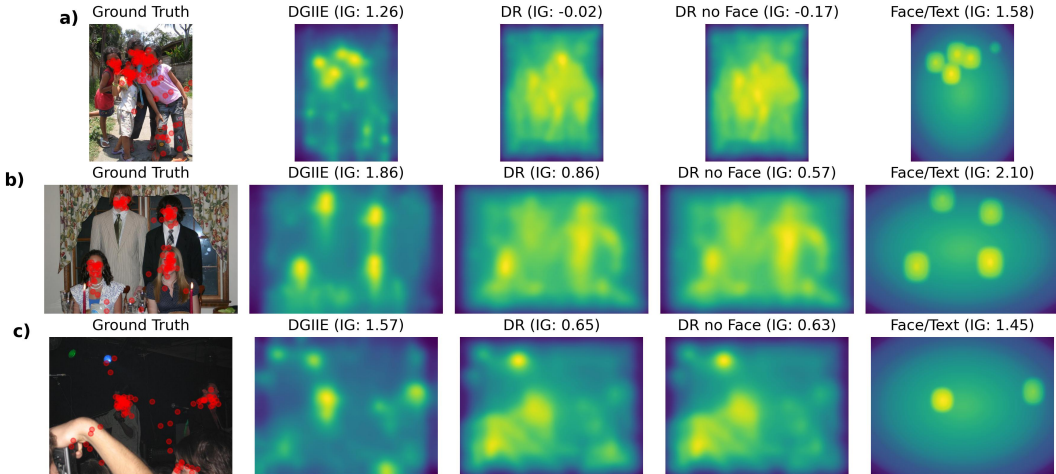 a) Ground Truth DGIIE (IG: 1.26) DR (IG: -0.02) DR no Face (IG: -0.17) Face/Text (IG: 1.58)
b) Ground Truth DGIIE (IG: 1.86) DR (IG: 0.86) DR no Face (IG: 0.57) Face/Text (IG: 2.10)
c) Ground Truth DGIIE (IG: 1.57) DR (IG: 0.65) DR no Face (IG: 0.63) Face/Text (IG: 1.45)